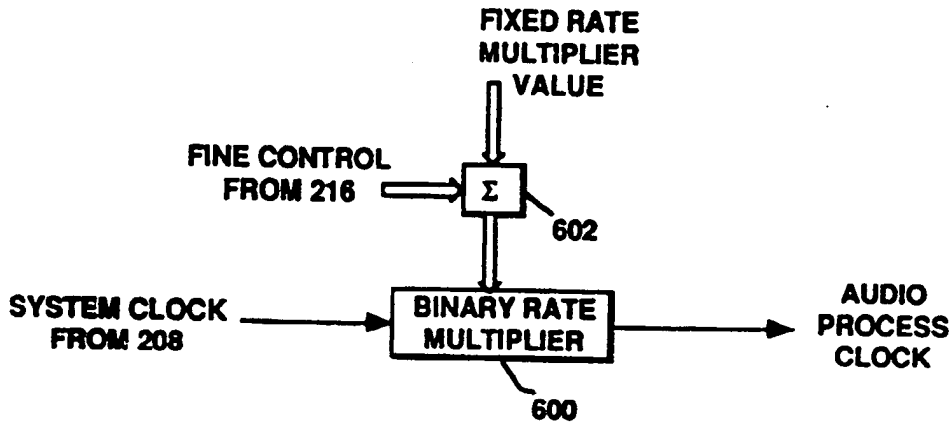 FIXED RATE
MULTIPLIER
VALUE
FINE CONTROL
FROM 216
Σ
602
SYSTEM CLOCK
FROM 208
BINARY RATE
MULTIPLIER
AUDIO
PROCESS
CLOCK
600